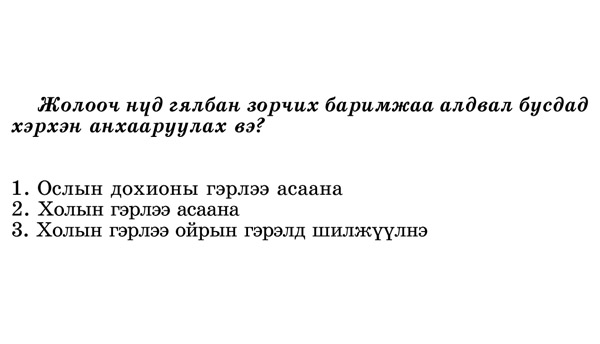 Жолооч нүд гялбан зорчих баримжаа алдвал бусдад
хэрхэн анхааруулах вэ?
1. Ослын дохионы гэрлээ асаана
2. Холын гэрлээ асаана
3. Холын гэрлээ ойрын гэрэлд шилжүүлнэ